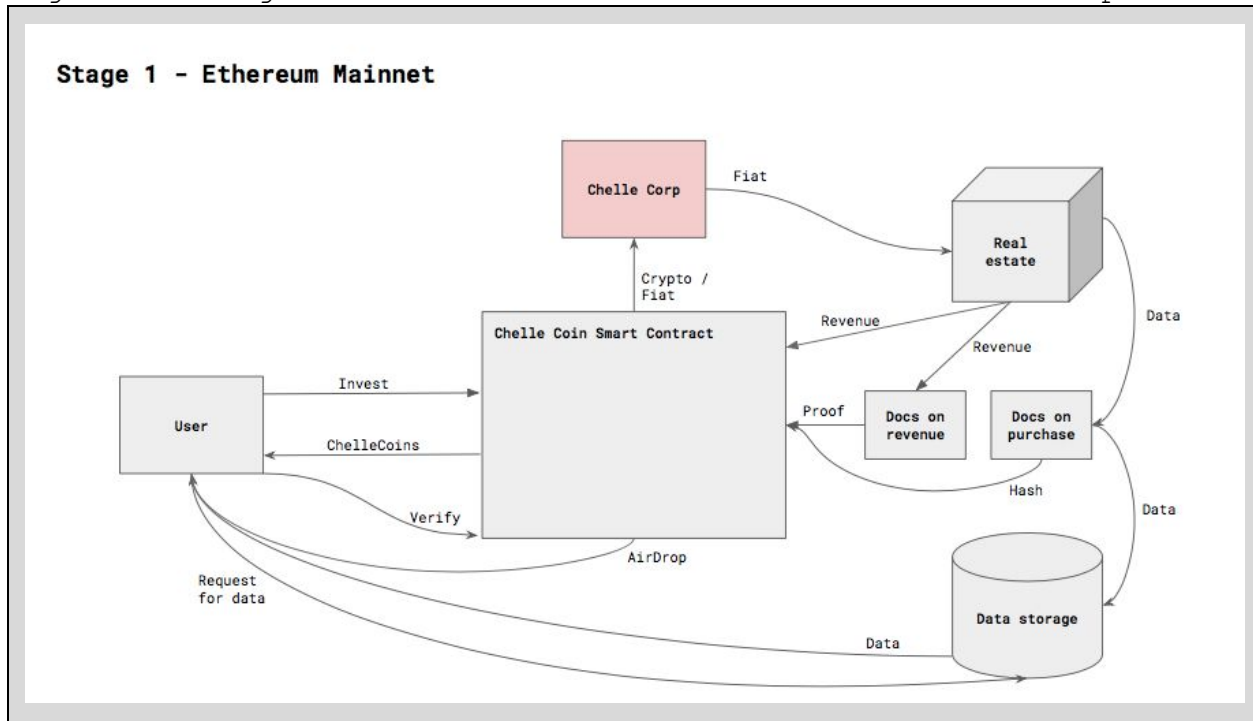 Stage 1 - Ethereum Mainnet
Chelle Corp
Fiat
Real
estate
Crypto /
Fiat
Data
Chelle Coin Smart Contract
Revenue
Revenue
User
Invest
ChelleCoins
Verify
Proof
Docs on
revenue
Docs on
purchase
Hash
Data
AirDrop
Request
for data
Data
Data storage